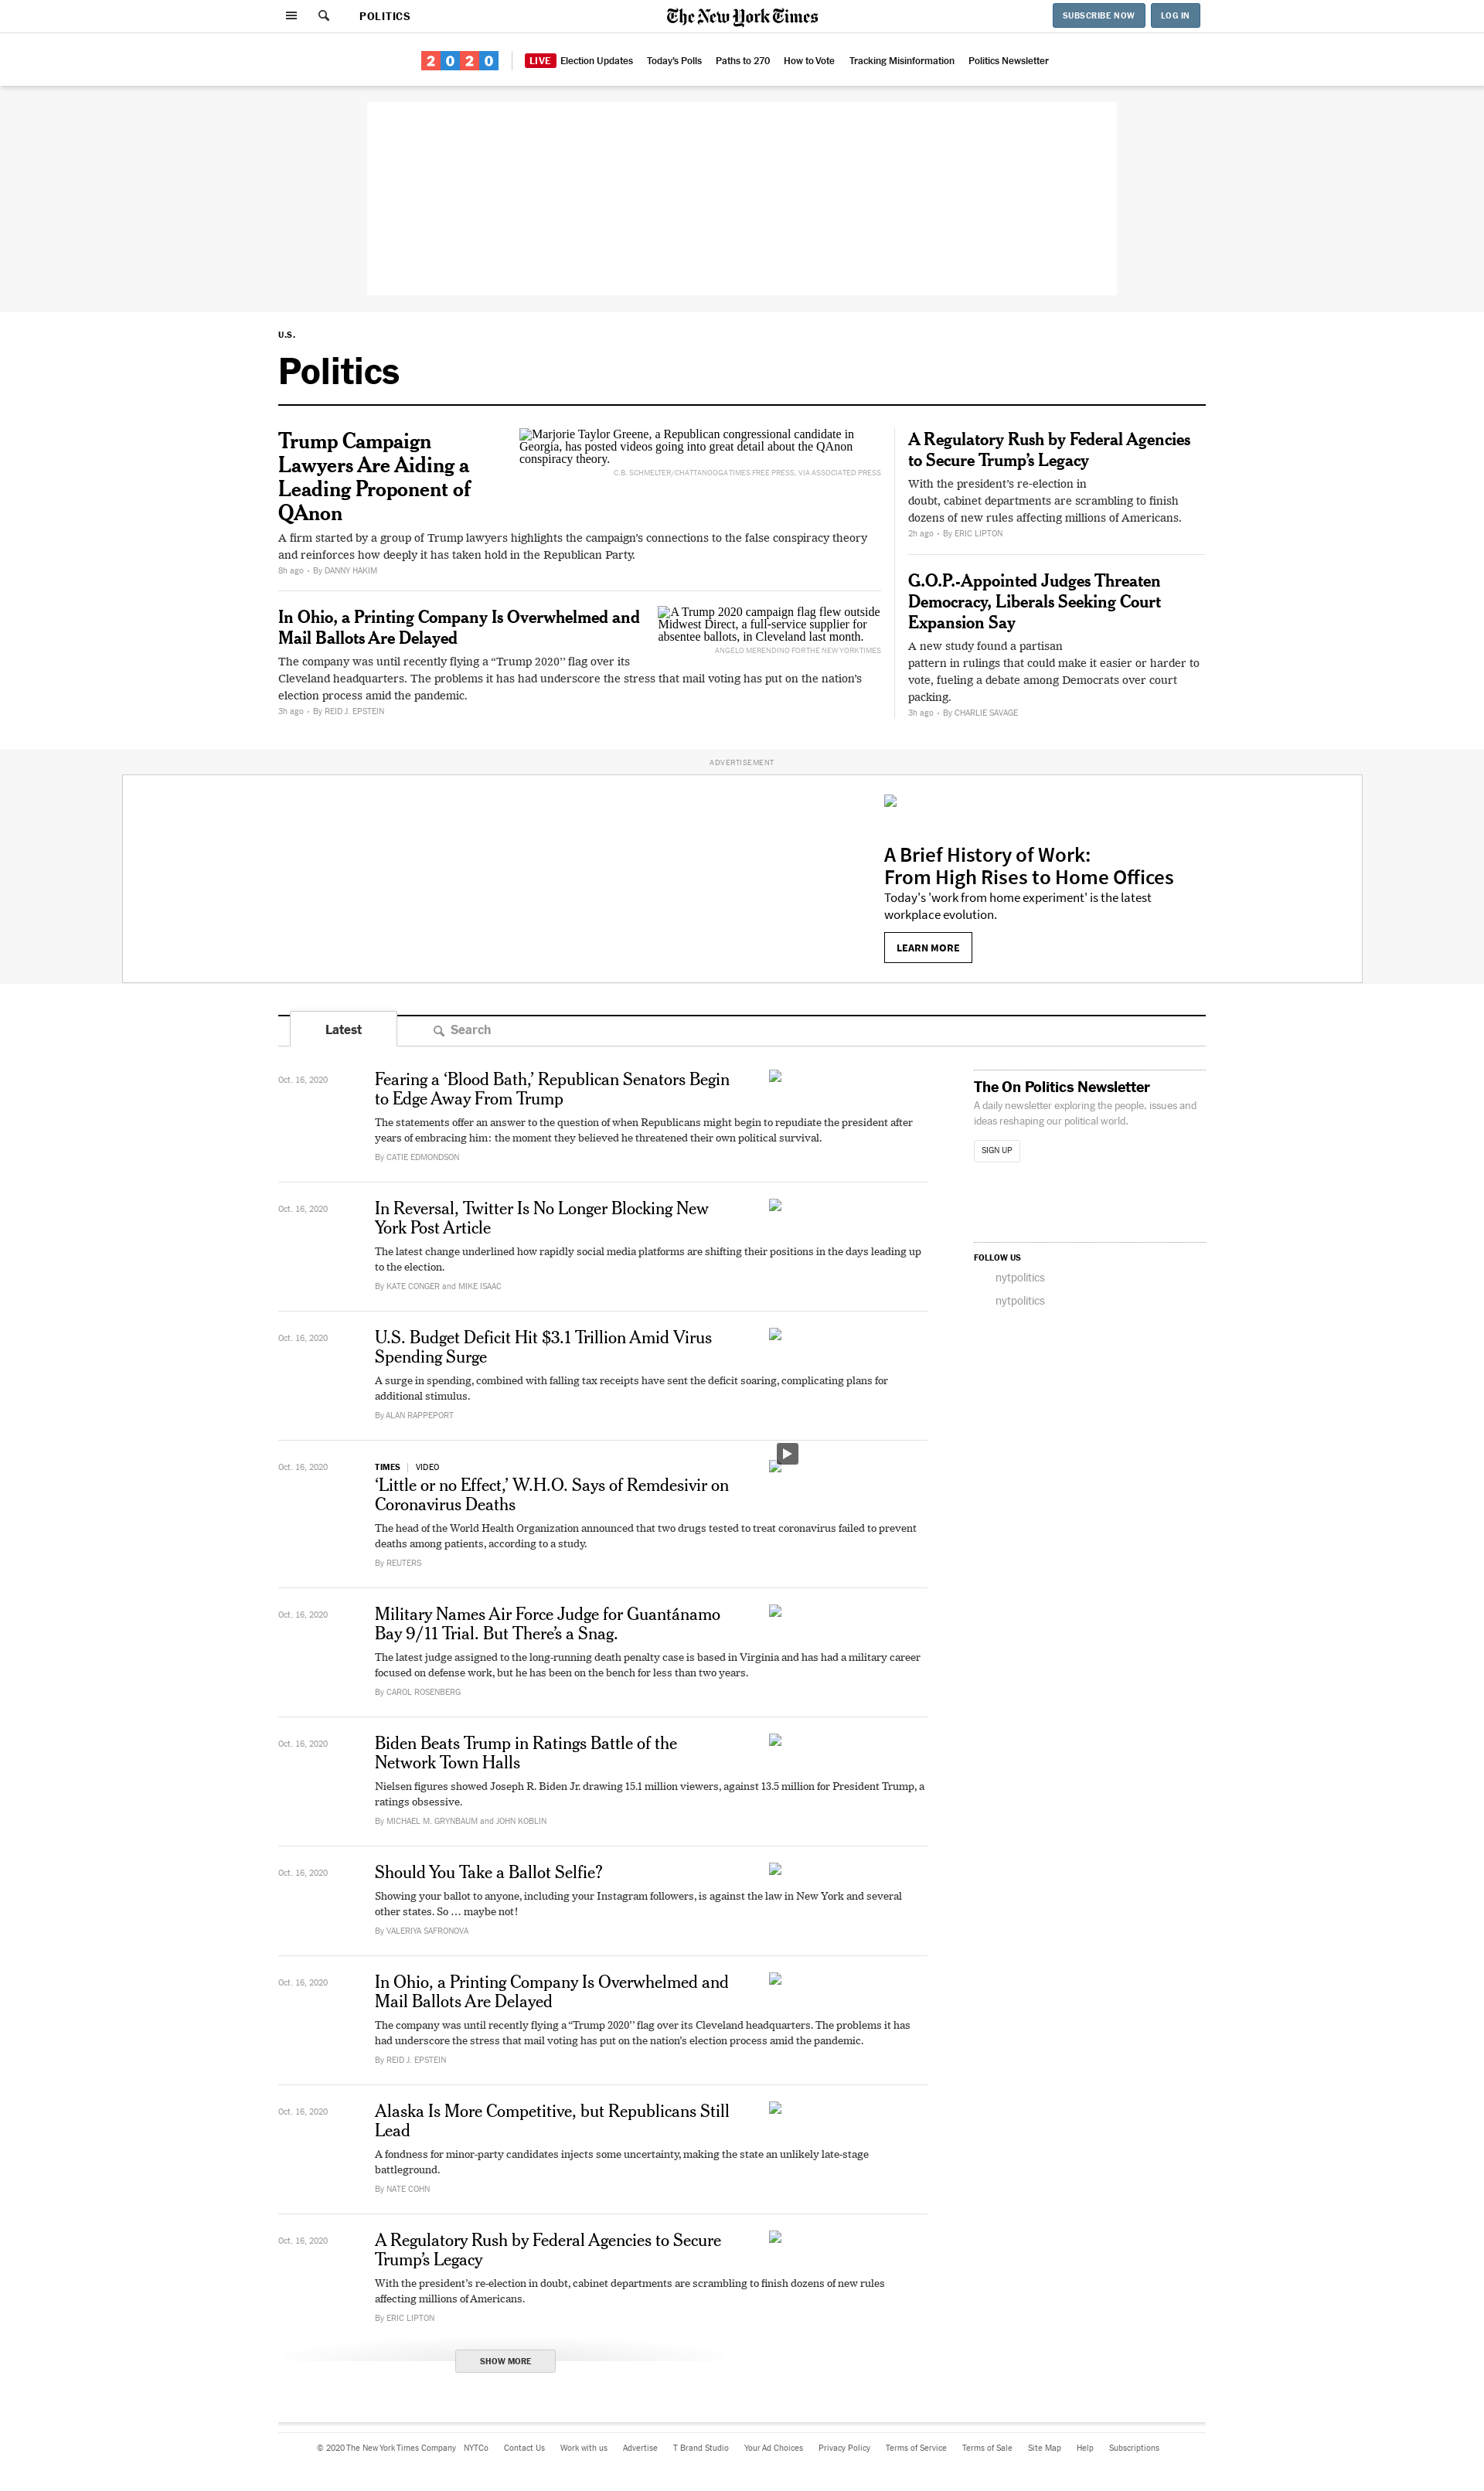 POLITICS
The New York Times
SUBSCRIBE NOW
LOG IN
2020
LIVE Election Updates
Today's Polls
Paths to 270
How to Vote
Tracking Misinformation
Politics Newsletter
U.S.
Politics
Trump Campaign
Lawyers Are Aiding a
Leading Proponent of
QAnon
Marjorie Taylor Greene, a Republican congressional candidate in
Georgia, has posted videos going into great detail about the QAnon
conspiracy theory.
C.B. SCHMELTER/CHATTANOOGA TIMES FREE PRESS, VIA ASSOCIATED PRESS
A firm started by a group of Trump lawyers highlights the campaign's connections to the false conspiracy theory
and reinforces how deeply it has taken hold in the Republican Party.
8h ago • By DANNY HAKIM
In Ohio, a Printing Company Is Overwhelmed and
Mail Ballots Are Delayed
A Trump 2020 campaign flag flew outside
Midwest Direct, a full-service supplier for
absentee ballots, in Cleveland last month.
ANGELO MERENDINO FOR THE NEW YORK TIMES
The company was until recently flying a “Trump 2020’’ flag over its
Cleveland headquarters. The problems it has had underscore the stress that mail voting has put on the nation’s
election process amid the pandemic.
3h ago • By REID J. EPSTEIN
A Regulatory Rush by Federal Agencies
to Secure Trump’s Legacy
With the president’s re-election in
doubt, cabinet departments are scrambling to finish
dozens of new rules affecting millions of Americans.
2h ago • By ERIC LIPTON
G.O.P.-Appointed Judges Threaten
Democracy, Liberals Seeking Court
Expansion Say
A new study found a partisan
pattern in rulings that could make it easier or harder to
vote, fueling a debate among Democrats over court
packing.
3h ago • By CHARLIE SAVAGE
ADVERTISEMENT
A Brief History of Work:
From High Rises to Home Offices
Today's 'work from home experiment' is the latest
workplace evolution.
LEARN MORE
Latest
Search
Oct. 16, 2020
Fearing a ‘Blood Bath,’ Republican Senators Begin
to Edge Away From Trump
The statements offer an answer to the question of when Republicans might begin to repudiate the president after
years of embracing him: the moment they believed he threatened their own political survival.
By CATIE EDMONDSON
The On Politics Newsletter
A daily newsletter exploring the people, issues and
ideas reshaping our political world.
SIGN UP
FOLLOW US
nytpolitics
nytpolitics
Oct. 16, 2020
In Reversal, Twitter Is No Longer Blocking New
York Post Article
The latest change underlined how rapidly social media platforms are shifting their positions in the days leading up
to the election.
By KATE CONGER and MIKE ISAAC
Oct. 16, 2020
U.S. Budget Deficit Hit $3.1 Trillion Amid Virus
Spending Surge
A surge in spending, combined with falling tax receipts have sent the deficit soaring, complicating plans for
additional stimulus.
By ALAN RAPPEPORT
Oct. 16, 2020
TIMES | VIDEO
‘Little or no Effect,’ W.H.O. Says of Remdesivir on
Coronavirus Deaths
The head of the World Health Organization announced that two drugs tested to treat coronavirus failed to prevent
deaths among patients, according to a study.
By REUTERS
Oct. 16, 2020
Military Names Air Force Judge for Guantánamo
Bay 9/11 Trial. But There’s a Snag.
The latest judge assigned to the long-running death penalty case is based in Virginia and has had a military career
focused on defense work, but he has been on the bench for less than two years.
By CAROL ROSENBERG
Oct. 16, 2020
Biden Beats Trump in Ratings Battle of the
Network Town Halls
Nielsen figures showed Joseph R. Biden Jr. drawing 15.1 million viewers, against 13.5 million for President Trump, a
ratings obsessive.
By MICHAEL M. GRYNBAUM and JOHN KOBLIN
Oct. 16, 2020
Should You Take a Ballot Selfie?
Showing your ballot to anyone, including your Instagram followers, is against the law in New York and several
other states. So … maybe not!
By VALERIYA SAFRONOVA
Oct. 16, 2020
In Ohio, a Printing Company Is Overwhelmed and
Mail Ballots Are Delayed
The company was until recently flying a “Trump 2020’’ flag over its Cleveland headquarters. The problems it has
had underscore the stress that mail voting has put on the nation’s election process amid the pandemic.
By REID J. EPSTEIN
Oct. 16, 2020
Alaska Is More Competitive, but Republicans Still
Lead
A fondness for minor-party candidates injects some uncertainty, making the state an unlikely late-stage
battleground.
By NATE COHN
Oct. 16, 2020
A Regulatory Rush by Federal Agencies to Secure
Trump’s Legacy
With the president’s re-election in doubt, cabinet departments are scrambling to finish dozens of new rules
affecting millions of Americans.
By ERIC LIPTON
SHOW MORE
© 2020 The New York Times Company NYTCo Contact Us Work with us Advertise T Brand Studio Your Ad Choices Privacy Policy Terms of Service Terms of Sale Site Map Help Subscriptions